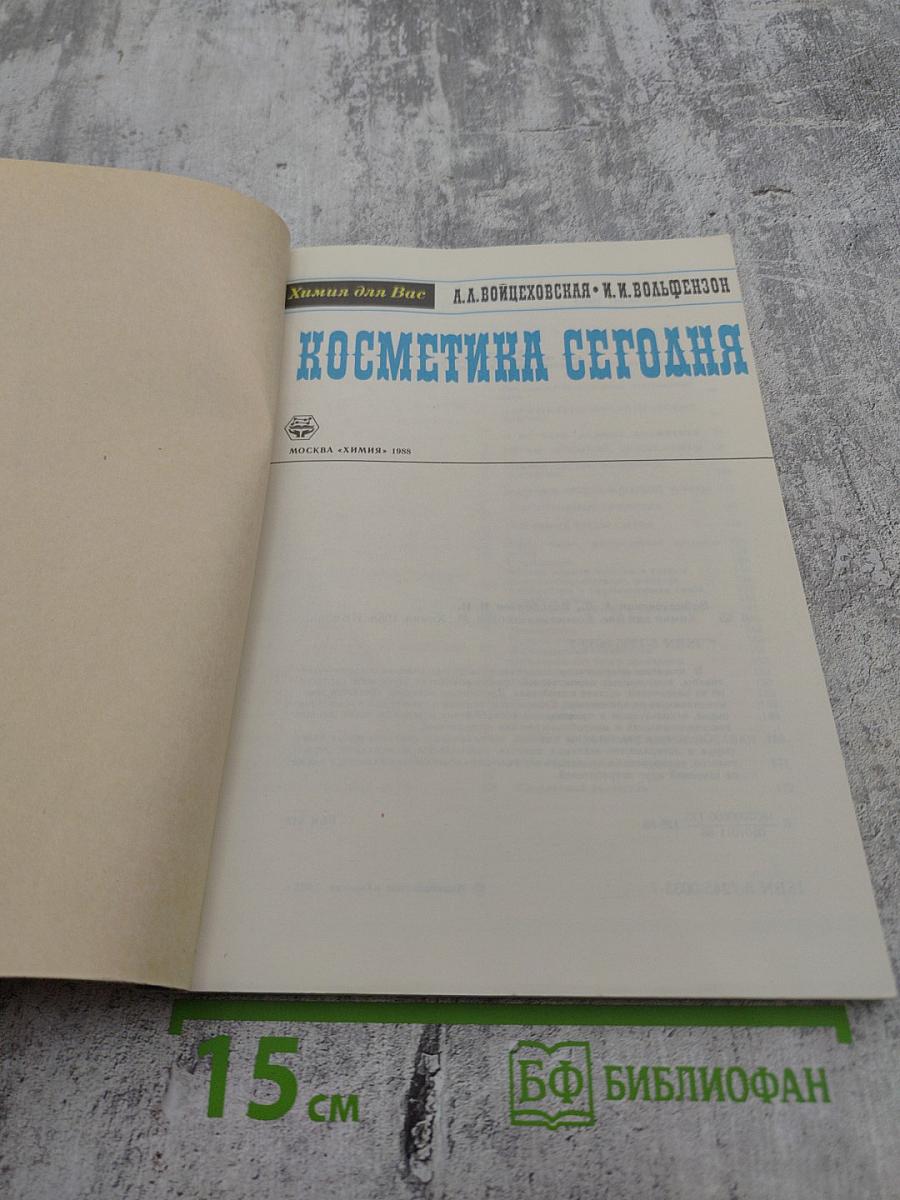 Химия для Вас
А.Л.ВОЙЦЕХОВСКАЯ • И.И.ВОЛЬФЕНЗОН
КОСМЕТИКА СЕГОДНЯ
МОСКВА «ХИМИЯ» 1988
15 см
БФ БИБЛИОФАН